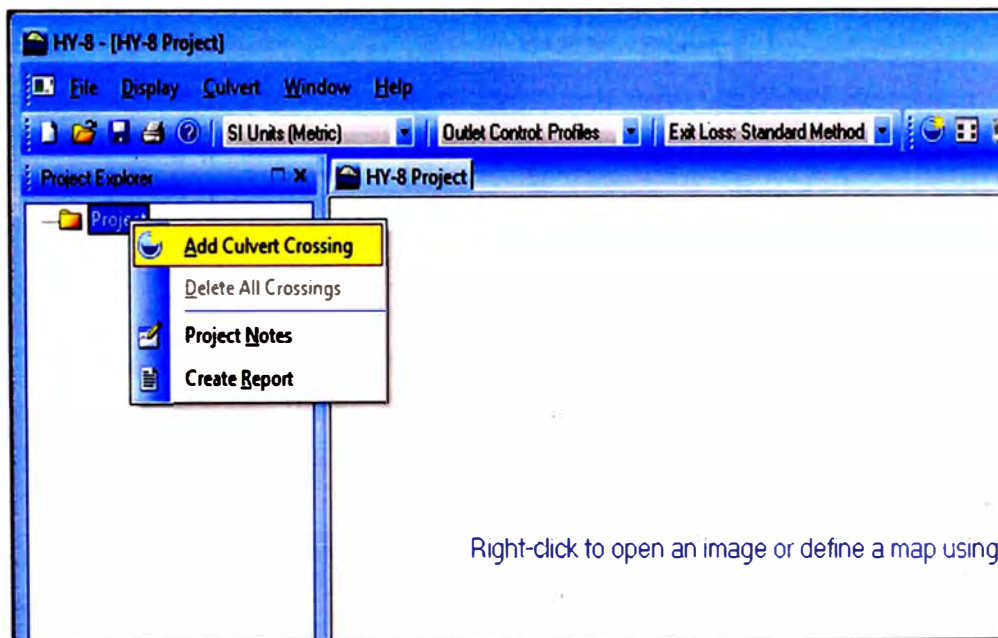 HY-8 - [HY-8 Project]
File Display Culvert Window Help
SI Units (Metric) Outlet Control: Profiles Exit Loss: Standard Method
Project Explorer HY-8 Project
Project
Add Culvert Crossing
Delete All Crossings
Project Notes
Create Report
Right-click to open an image or define a map using